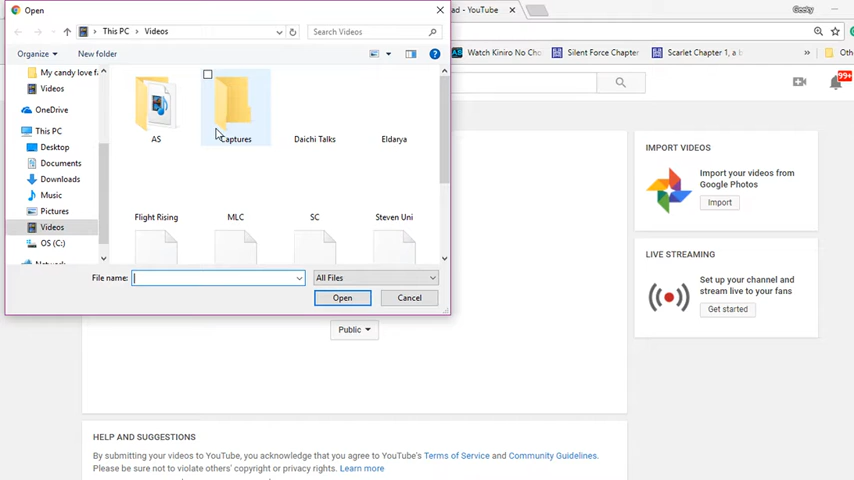 Open
ad - YouTube
Geeky
This PC
Videos
Search Videos
Organize
New folder
Watch Kiniro No Cho
Silent Force Chapter
Scarlet Chapter 1, a b
Other
My candy love f
Videos
OneDrive
This PC
Desktop
Documents
Downloads
Music
Pictures
Videos
OS (C:)
AS
Captures
Daichi Talks
Eldarya
Flight Rising
MLC
SC
Steven Uni
File name:
All Files
Open
Cancel
99+
IMPORT VIDEOS
Import your videos from
Google Photos
Import
LIVE STREAMING
Set up your channel and
stream live to your fans
Get started
Public
HELP AND SUGGESTIONS
By submitting your videos to YouTube, you acknowledge that you agree to YouTube's Terms of Service and Community Guidelines.
Please be sure not to violate others' copyright or privacy rights. Learn more